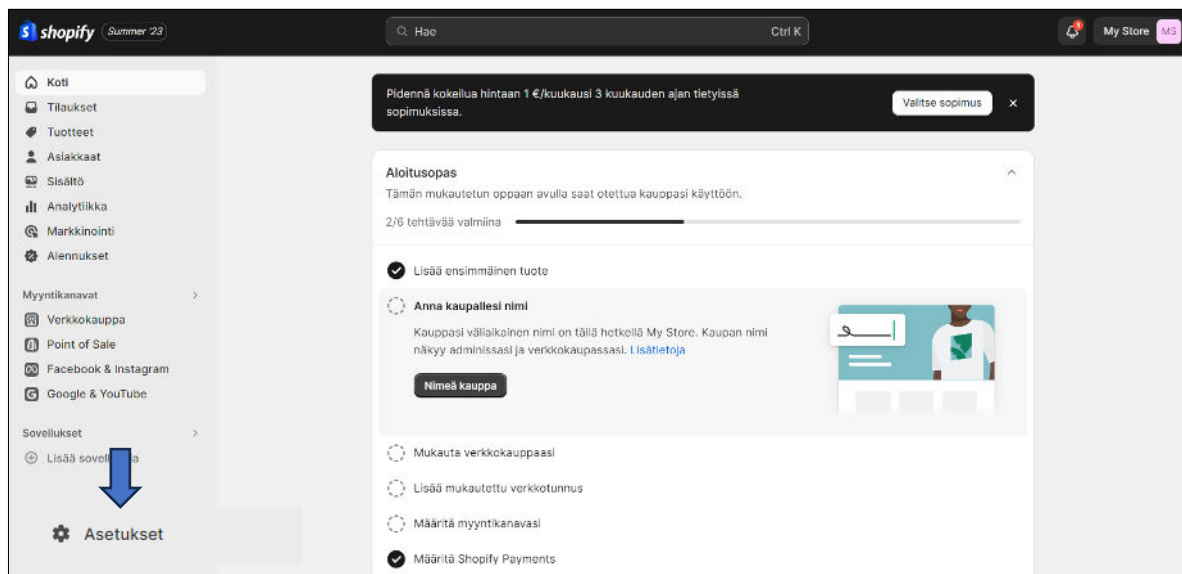 shopify Summer '23
Hae Ctrl K
1 My Store MS
Koti
Tilaukset
Tuotteet
Asiakkaat
Sisältö
Analytiikka
Markkinointi
Alennukset
Myyntikanavat
Verkkokauppa
Point of Sale
Facebook & Instagram
Google & YouTube
Sovellukset
Lisää
Asetukset
Pidennä kokeilua hintaan 1 €/kuukausi 3 kuukauden ajan tietyissä
sopimuksissa.
Valitse sopimus
Aloitusopas
Tämän mukautetun oppaan avulla saat otettua kauppasi käyttöön.
2/6 tehtävää valmiina
Lisää ensimmäinen tuote
Anna kaupallesi nimi
Kauppasi väliaikainen nimi on tällä hetkellä My Store. Kaupan nimi
näkyy adminissasi ja verkkokaupassasi. Lisätietoja
Nimeä kauppa
Mukauta verkkokauppaasi
Lisää mukautettu verkkotunnus
Määritä myyntikanavasi
Määritä Shopify Payments